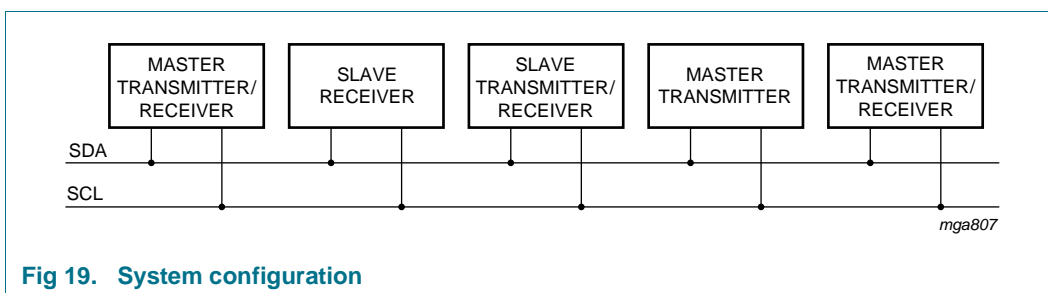 MASTER
TRANSMITTER/
RECEIVER
SLAVE
RECEIVER
SLAVE
TRANSMITTER/
RECEIVER
MASTER
TRANSMITTER
MASTER
TRANSMITTER/
RECEIVER
SDA
SCL
mga807
Fig 19. System configuration